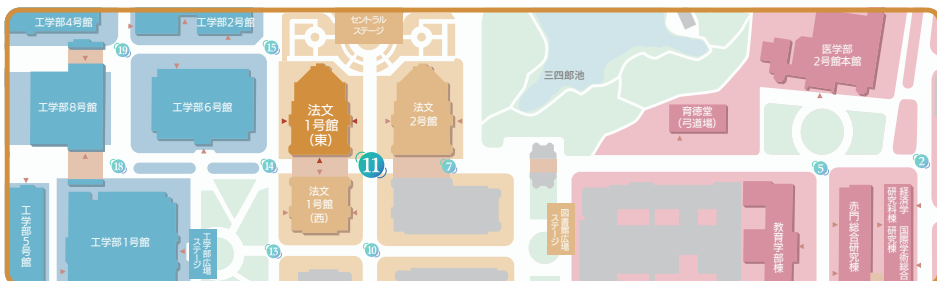 工学部4号館
工学部2号館
セントラル
ステージ
19
15
医学部
2号館本館
三四郎池
工学部8号館
工学部6号館
法文
1号館
(東)
法文
2号館
育徳堂
(弓道場)
18
14
11
7
5
2
法文
1号館
(西)
工学部5号館
工学部1号館
工学部広場
ステージ
13
10
図書館広場
ステージ
教育学部棟
赤門総合研究棟
経済学
研究科棟
国際学術総合
研究棟